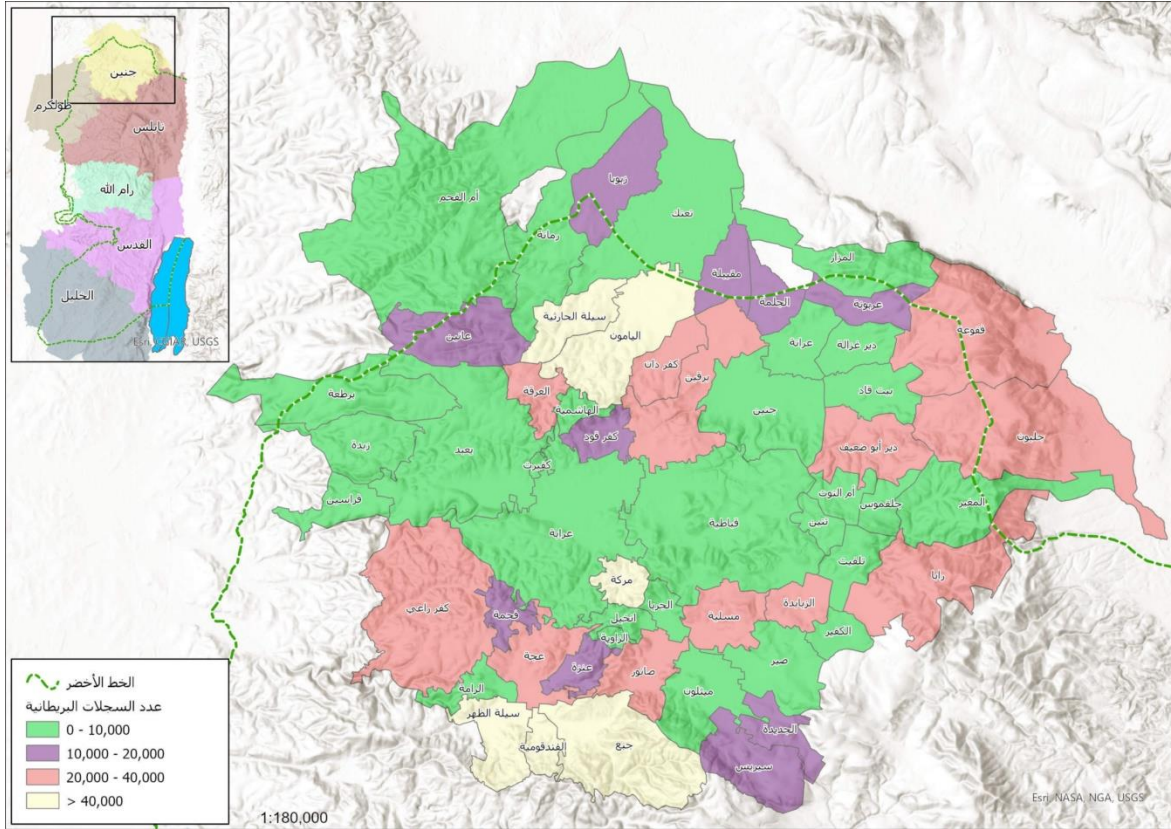 جنين
طولكرم
نابلس
رام الله
القدس
الخليل
Esri, CGIAR, USGS
زبوبا
أم الفحم
تعنك
رمانة
المزار
مقيبلة
الجلمة
عربونة
سيلة الحارثية
عانين
اليامون
فقوعة
عرانة
دير غزالة
كفر دان
برقين
العرقة
بيت قاد
برطعة
الهاشمية
جنين
جلبون
كفر قود
زبدة
يعبد
دير أبو ضعيف
كفيرت
فراسين
أم التوت
جلقموس
المغير
عرابة
قباطية
تلفيت
رابا
مركة
كفر راعي
فحمة
الجربا
مسلية
الزبابدة
انجيل
الزاوية
الكفير
عجة
عنزة
صانور
صير
الرامة
ميثلون
سيلة الظهر
الجديدة
الفندقومية
جبع
سيريس
الخط الأخضر
عدد السجلات البريطانية
0 - 10,000
10,000 - 20,000
20,000 - 40,000
> 40,000
1:180,000
Esri, NASA, NGA, USGS